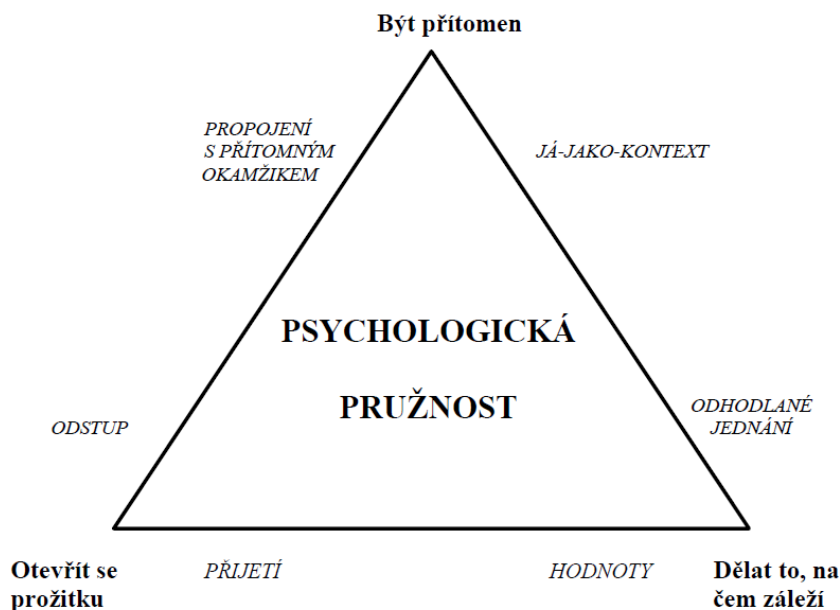 Být přítomen
PROPOJENÍ
S PŘÍTOMNÝM
OKAMŽIKEM
JÁ-JAKO-KONTEXT
PSYCHOLOGICKÁ
PRUŽNOST
ODSTUP
ODHODLANÉ
JEDNÁNÍ
Otevřít se
prožitku
PŘIJETÍ
HODNOTY
Dělat to, na
čem záleží